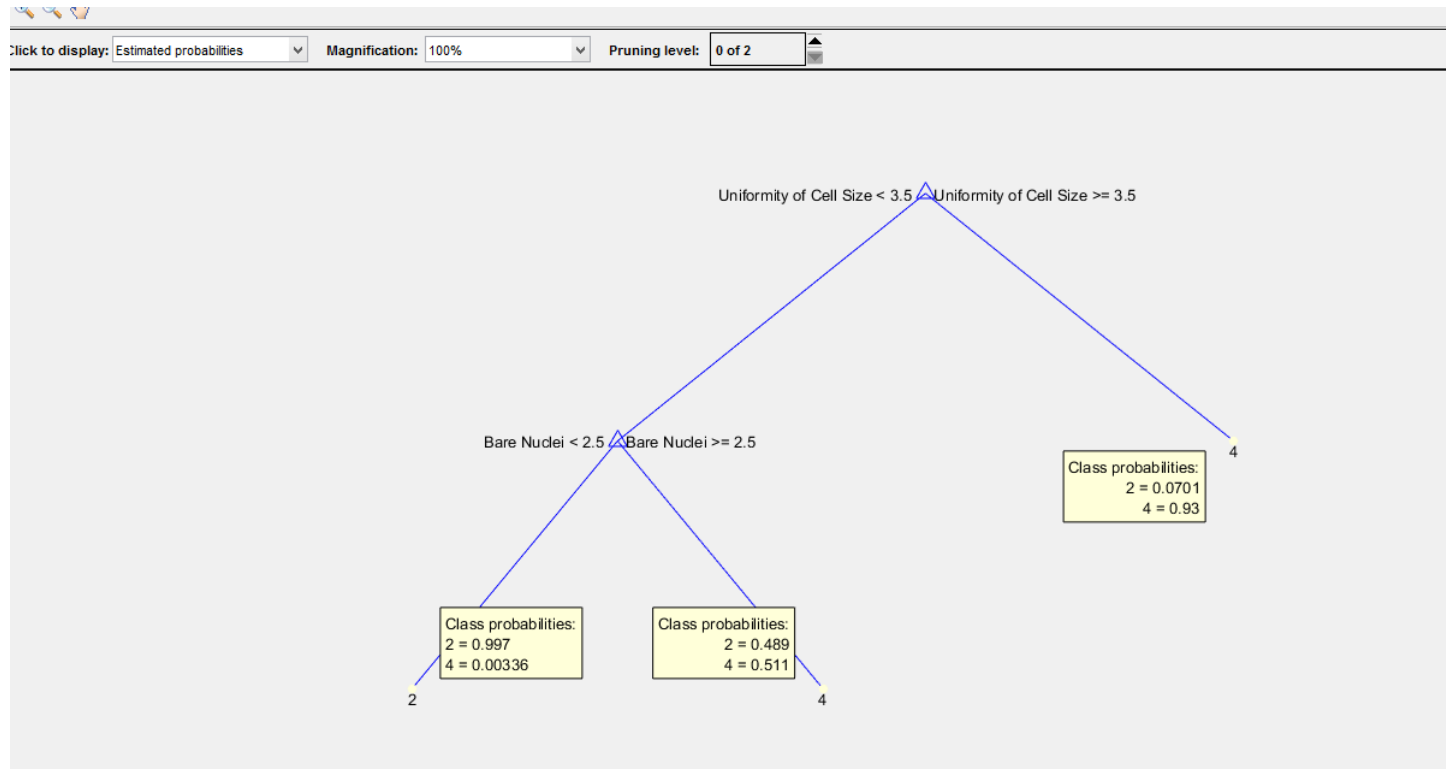 Click to display: Estimated probabilities Magnification: 100% Pruning level: 0 of 2
Uniformity of Cell Size < 3.5 Uniformity of Cell Size >= 3.5
Bare Nuclei < 2.5 Bare Nuclei >= 2.5
4
Class probabilities:
2 = 0.0701
4 = 0.93
Class probabilities:
2 = 0.997
4 = 0.00336
2
Class probabilities:
2 = 0.489
4 = 0.511
4